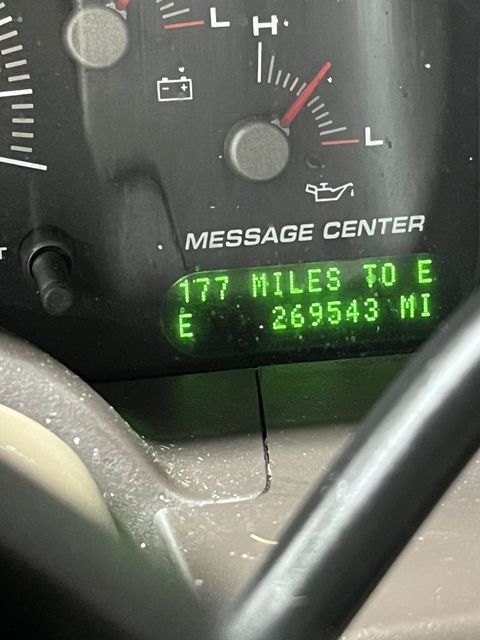 L
H
L
MESSAGE CENTER
177 MILES TO E
E 269543 MI